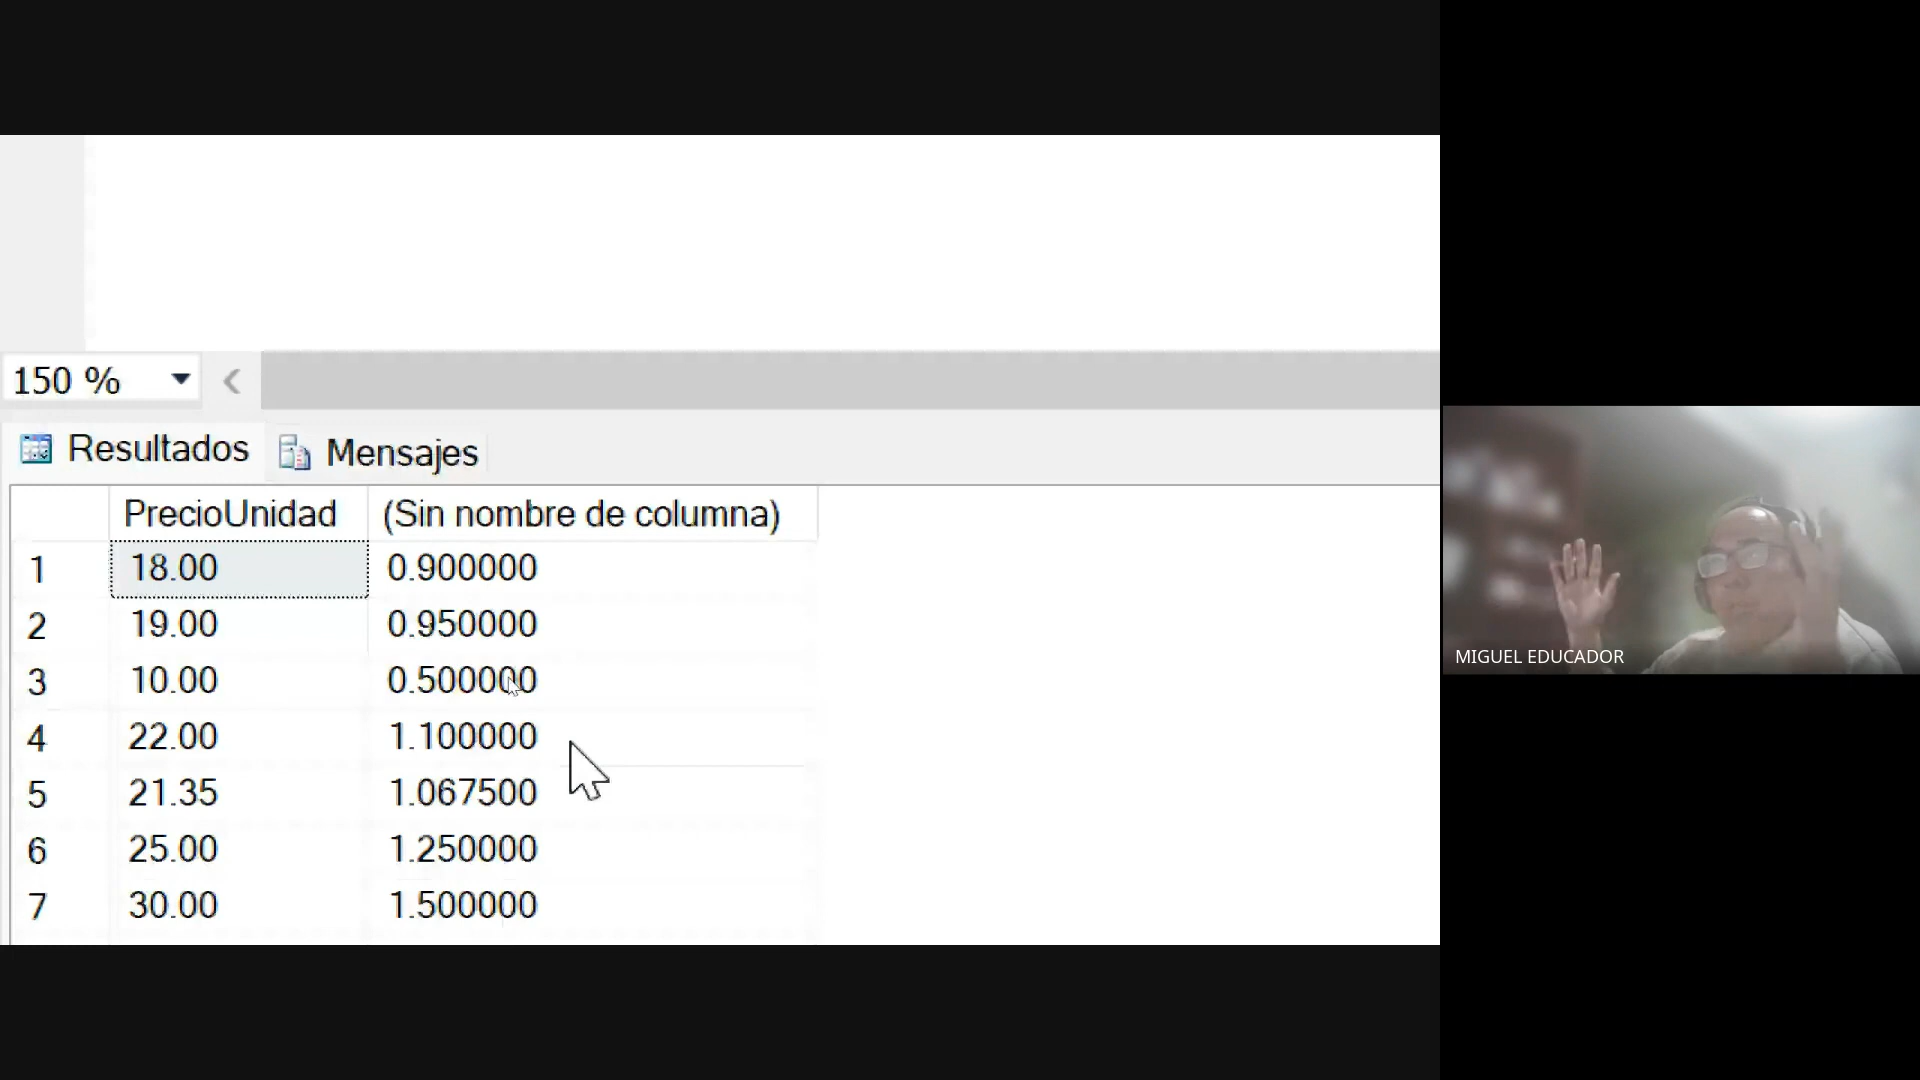 150 %
Resultados Mensajes
PrecioUnidad (Sin nombre de columna)
1 18.00 0.900000
2 19.00 0.950000
3 10.00 0.500000
4 22.00 1.100000
5 21.35 1.067500
6 25.00 1.250000
7 30.00 1.500000
MIGUEL EDUCADOR